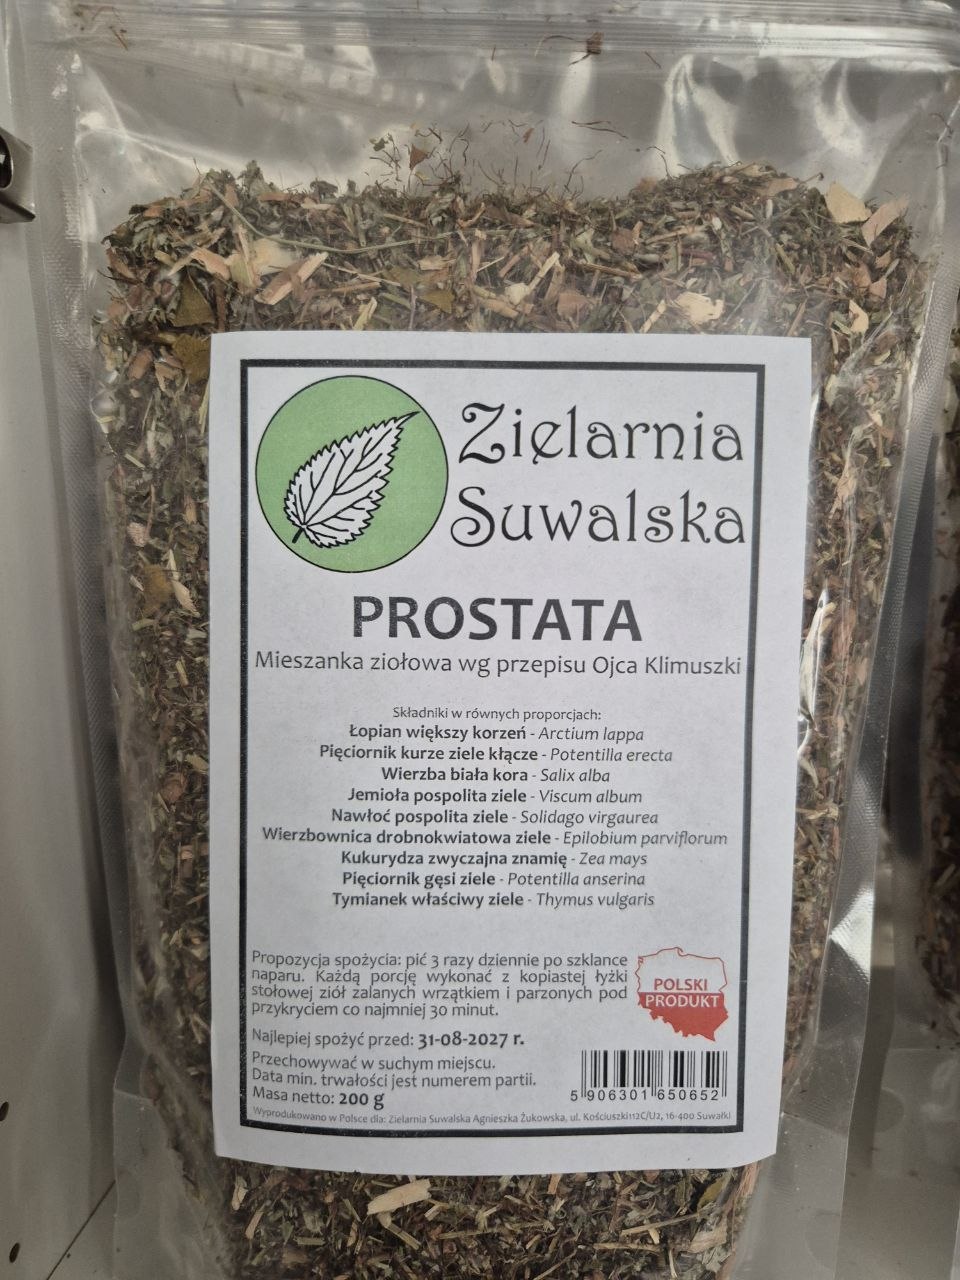 Zielarnia
Suwalska
PROSTATA
Mieszanka ziołowa wg przepisu Ojca Klimuszki
Składniki w równych proporcjach:
Łopian większy korzeń - Arctium lappa
Pięciornik kurze ziele kłącze - Potentilla erecta
Wierzba biała kora - Salix alba
Jemioła pospolita ziele - Viscum album
Nawłoć pospolita ziele - Solidago virgaurea
Wierzbownica drobnokwiatowa ziele - Epilobium parviflorum
Kukurydza zwyczajna znamię - Zea mays
Pięciornik gęsi ziele - Potentilla anserina
Tymianek właściwy ziele - Thymus vulgaris
Propozycja spożycia: pić 3 razy dziennie po szklance
naparu. Każdą porcję wykonać z kopiastej łyżki
stołowej ziół zalanych wrzątkiem i parzonych pod
przykryciem co najmniej 30 minut.
POLSKI
PRODUKT
Najlepiej spożyć przed: 31-08-2027 r.
Przechowywać w suchym miejscu.
Data min. trwałości jest numerem partii.
Masa netto: 200 g
5 906301 650652
Wyprodukowano w Polsce dla: Zielarnia Suwalska Agnieszka Żukowska, ul. Kościuszki112C/U2, 16-400 Suwałki